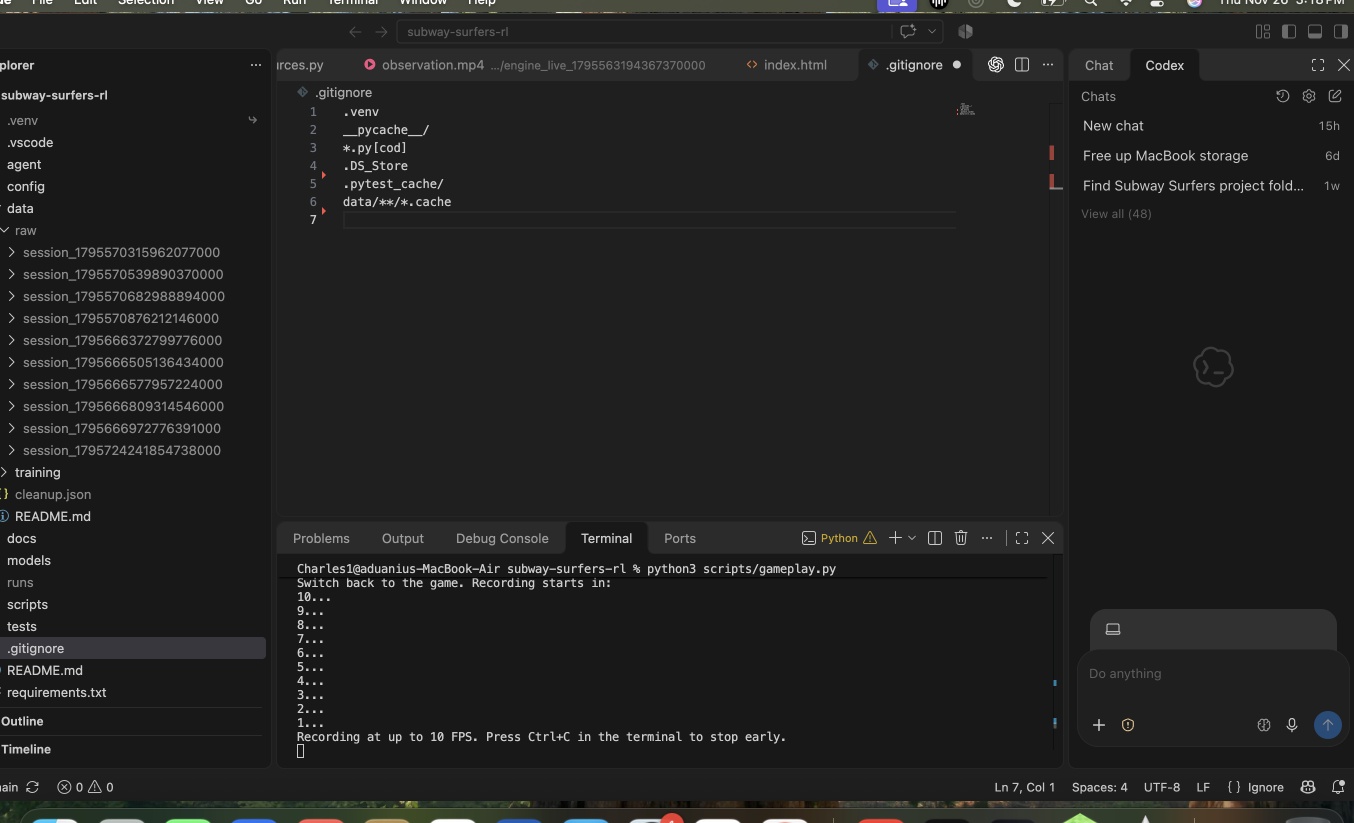 File Edit Selection View Go Run Terminal Window Help
Thu Nov 26 3:18 PM
subway-surfers-rl
plorer
urces.py
observation.mp4 .../engine_live_1795563194367370000
index.html
.gitignore
Chat
Codex
subway-surfers-rl
.venv
.vscode
agent
config
data
raw
session_1795570315962077000
session_1795570539890370000
session_1795570682988894000
session_1795570876212146000
session_1795666372799776000
session_1795666505136434000
session_1795666577957224000
session_1795666809314546000
session_1795666972776391000
session_1795724241854738000
training
cleanup.json
README.md
docs
models
runs
scripts
tests
.gitignore
README.md
requirements.txt
Outline
Timeline
.gitignore
1 .venv
2 __pycache__/
3 *.py[cod]
4 .DS_Store
5 .pytest_cache/
6 data/**/*.cache
7
Problems
Output
Debug Console
Terminal
Ports
Python
Charles1@aduanius-MacBook-Air subway-surfers-rl % python3 scripts/gameplay.py
Switch back to the game. Recording starts in:
10...
9...
8...
7...
6...
5...
4...
3...
2...
1...
Recording at up to 10 FPS. Press Ctrl+C in the terminal to stop early.
Chats
New chat 15h
Free up MacBook storage 6d
Find Subway Surfers project fold... 1w
View all (48)
Do anything
ain
0 0
Ln 7, Col 1
Spaces: 4
UTF-8
LF
{ } Ignore